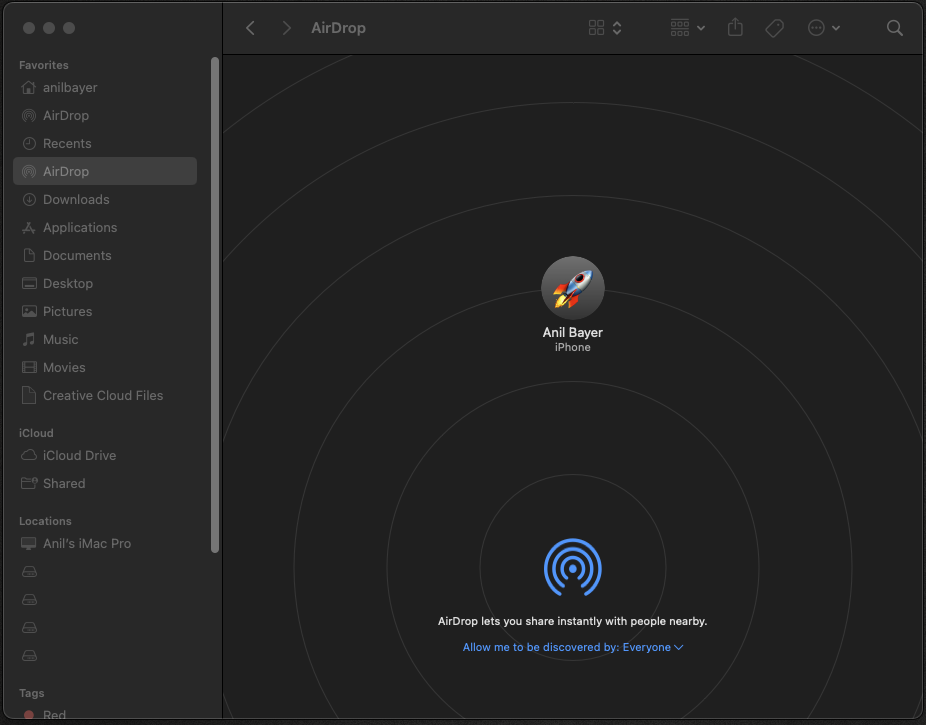 AirDrop
Favorites
anilbayer
AirDrop
Recents
AirDrop
Downloads
Applications
Documents
Desktop
Pictures
Music
Movies
Creative Cloud Files
iCloud
iCloud Drive
Shared
Locations
Anil's iMac Pro
Tags
Red
Anil Bayer
iPhone
AirDrop lets you share instantly with people nearby.
Allow me to be discovered by: Everyone